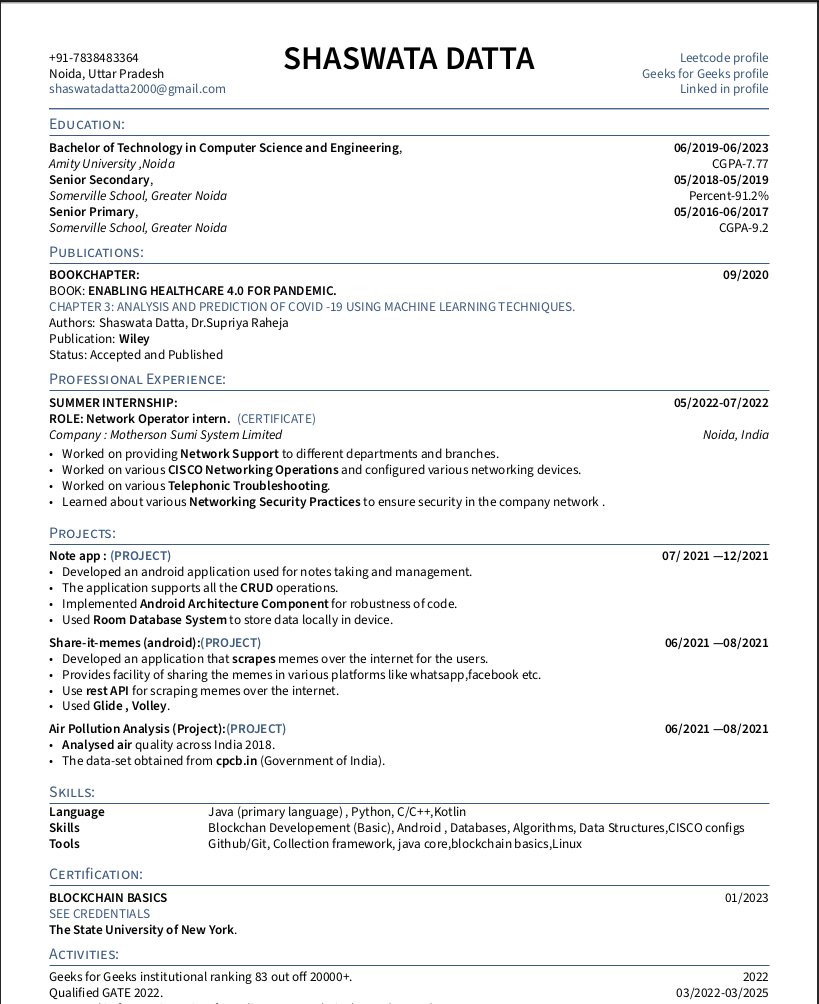 +91-7838483364
Noida, Uttar Pradesh
shaswatadatta2000@gmail.com
SHASWATA DATTA
Leetcode profile
Geeks for Geeks profile
Linked in profile
EDUCATION:
Bachelor of Technology in Computer Science and Engineering, 06/2019-06/2023
Amity University ,Noida CGPA-7.77
Senior Secondary, 05/2018-05/2019
Somerville School, Greater Noida Percent-91.2%
Senior Primary, 05/2016-06/2017
Somerville School, Greater Noida CGPA-9.2
PUBLICATIONS:
BOOKCHAPTER: 09/2020
BOOK: ENABLING HEALTHCARE 4.0 FOR PANDEMIC.
CHAPTER 3: ANALYSIS AND PREDICTION OF COVID -19 USING MACHINE LEARNING TECHNIQUES.
Authors: Shaswata Datta, Dr.Supriya Raheja
Publication: Wiley
Status: Accepted and Published
PROFESSIONAL EXPERIENCE:
SUMMER INTERNSHIP: 05/2022-07/2022
ROLE: Network Operator intern. (CERTIFICATE)
Company : Motherson Sumi System Limited Noida, India
• Worked on providing Network Support to different departments and branches.
• Worked on various CISCO Networking Operations and configured various networking devices.
• Worked on various Telephonic Troubleshooting.
• Learned about various Networking Security Practices to ensure security in the company network .
PROJECTS:
Note app : (PROJECT) 07/ 2021 —12/2021
• Developed an android application used for notes taking and management.
• The application supports all the CRUD operations.
• Implemented Android Architecture Component for robustness of code.
• Used Room Database System to store data locally in device.
Share-it-memes (android):(PROJECT) 06/2021 —08/2021
• Developed an application that scrapes memes over the internet for the users.
• Provides facility of sharing the memes in various platforms like whatsapp,facebook etc.
• Use rest API for scraping memes over the internet.
• Used Glide , Volley.
Air Pollution Analysis (Project):(PROJECT) 06/2021 —08/2021
• Analysed air quality across India 2018.
• The data-set obtained from cpcb.in (Government of India).
SKILLS:
Language Java (primary language) , Python, C/C++,Kotlin
Skills Blockchan Developement (Basic), Android , Databases, Algorithms, Data Structures,CISCO configs
Tools Github/Git, Collection framework, java core,blockchain basics,Linux
CERTIfiCATION:
BLOCKCHAIN BASICS 01/2023
SEE CREDENTIALS
The State University of New York.
ACTIVITIES:
Geeks for Geeks institutional ranking 83 out off 20000+. 2022
Qualified GATE 2022. 03/2022-03/2025